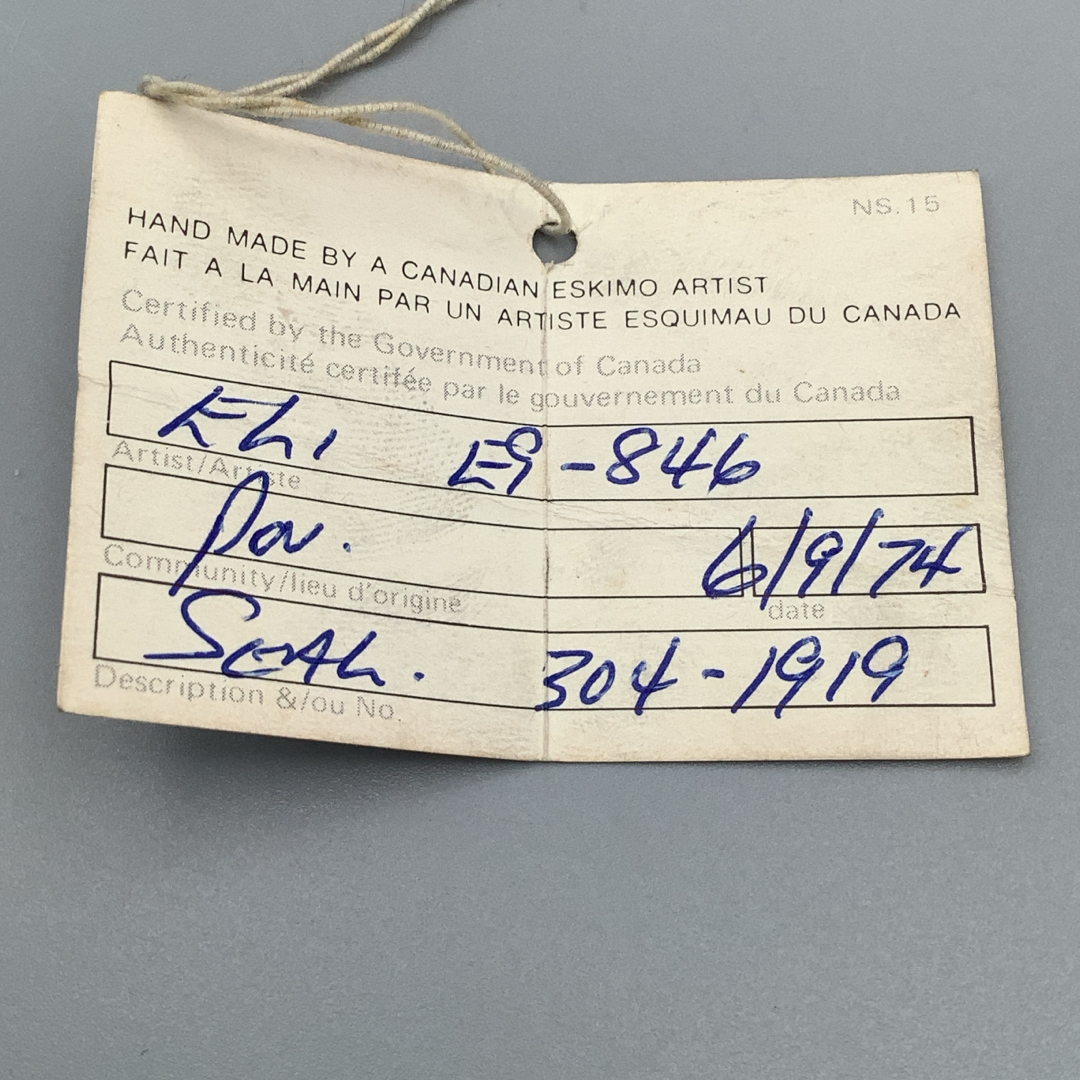 NS.15
HAND MADE BY A CANADIAN ESKIMO ARTIST
FAIT A LA MAIN PAR UN ARTISTE ESQUIMAU DU CANADA
Certified by the Government of Canada
Authenticité certifée par le gouvernement du Canada
ELI E9-846
Artist/Artiste
Pov. 6/9/74
Community/lieu d'origine date
SEAL. 304-1919
Description &/ou No.